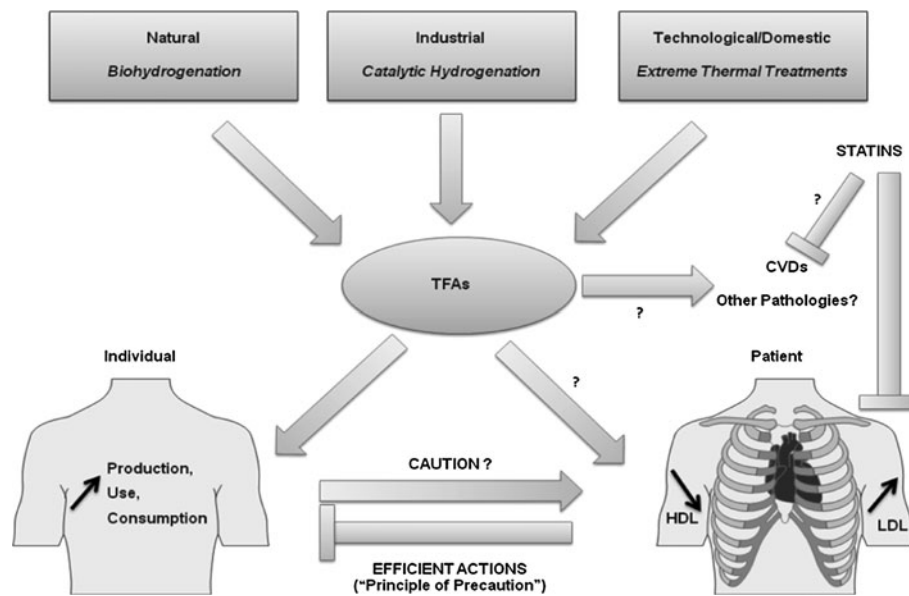 Natural
Biohydrogenation
Industrial
Catalytic Hydrogenation
Technological/Domestic
Extreme Thermal Treatments
STATINS
?
CVDs
TFAs
Other Pathologies?
?
Individual
Patient
?
Production,
Use,
Consumption
CAUTION ?
HDL
LDL
EFFICIENT ACTIONS
(“Principle of Precaution”)